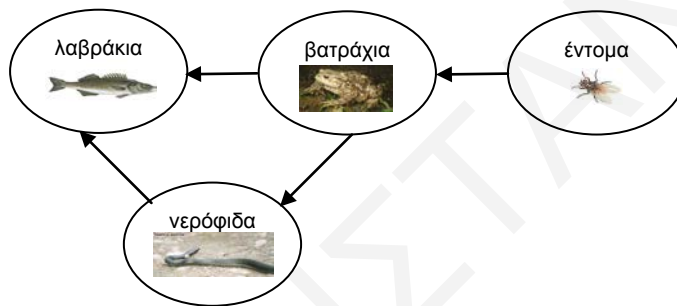 λαβράκια
βατράχια
έντομα
νερόφιδα